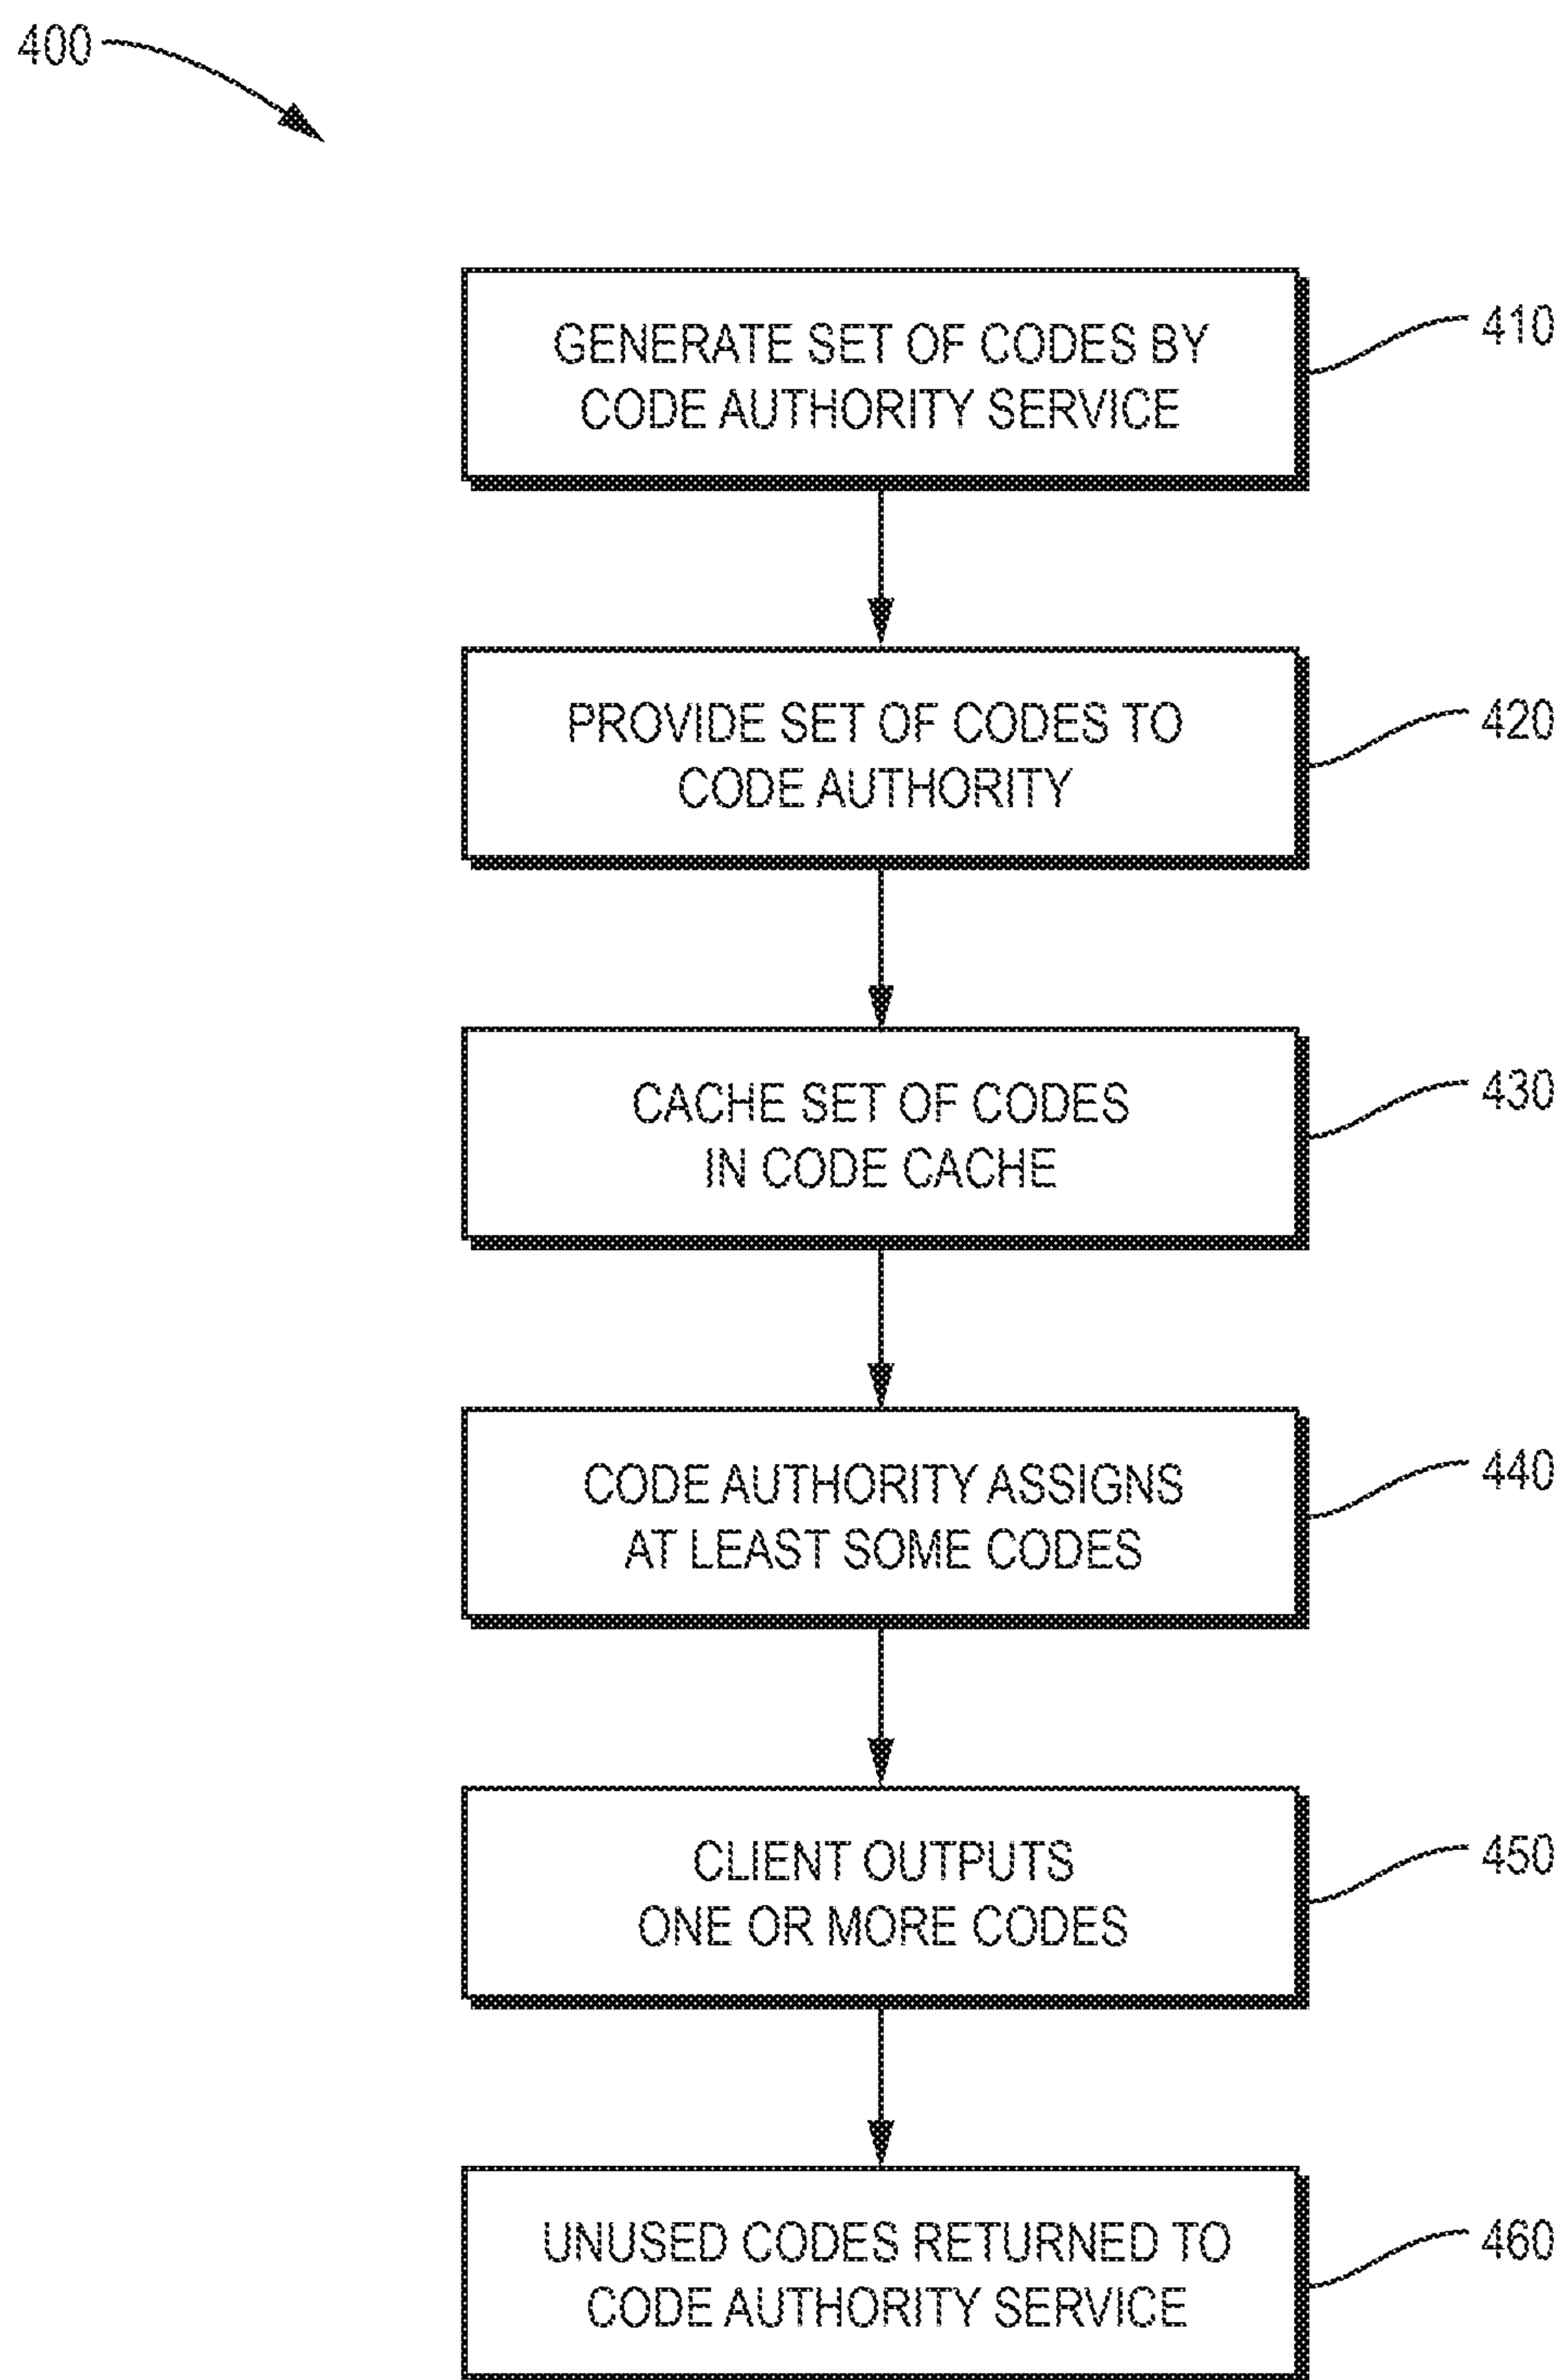 400
GENERATE SET OF CODES BY
CODE AUTHORITY SERVICE
410
PROVIDE SET OF CODES TO
CODE AUTHORITY
420
CACHE SET OF CODES
IN CODE CACHE
430
CODE AUTHORITY ASSIGNS
AT LEAST SOME CODES
440
CLIENT OUTPUTS
ONE OR MORE CODES
450
UNUSED CODES RETURNED TO
CODE AUTHORITY SERVICE
460